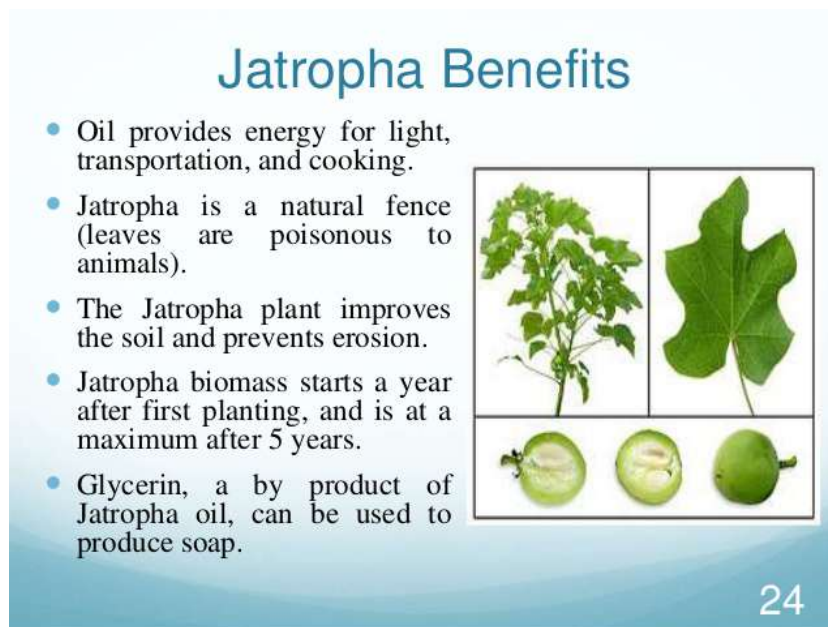 Jatropha Benefits
Oil provides energy for light,
transportation, and cooking.
Jatropha is a natural fence
(leaves are poisonous to
animals).
The Jatropha plant improves
the soil and prevents erosion.
Jatropha biomass starts a year
after first planting, and is at a
maximum after 5 years.
Glycerin, a by product of
Jatropha oil, can be used to
produce soap.
24